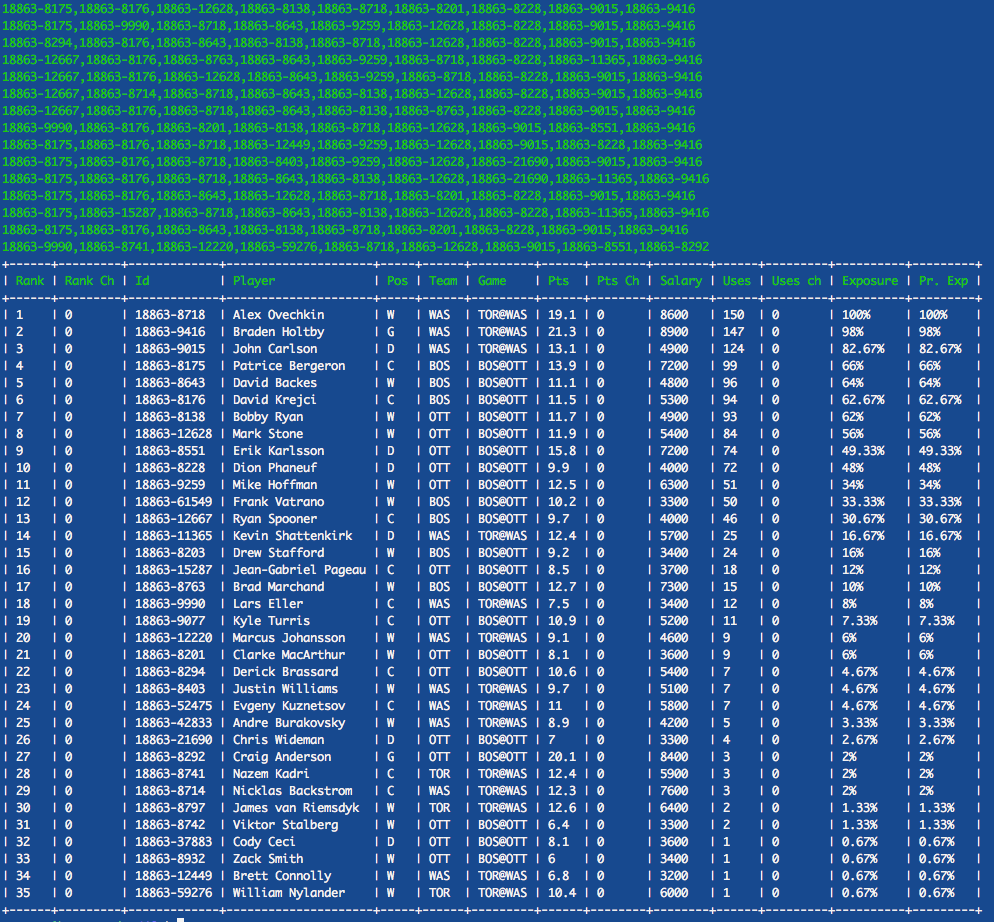 18863-8175,18863-8176,18863-12628,18863-8138,18863-8718,18863-8201,18863-8228,18863-9015,18863-9416
18863-8175,18863-9990,18863-8718,18863-8643,18863-9259,18863-12628,18863-8228,18863-9015,18863-9416
18863-8294,18863-8176,18863-8643,18863-8138,18863-8718,18863-12628,18863-8228,18863-9015,18863-9416
18863-12667,18863-8176,18863-8763,18863-8643,18863-9259,18863-8718,18863-8228,18863-11365,18863-9416
18863-12667,18863-8176,18863-12628,18863-8643,18863-9259,18863-8718,18863-8228,18863-9015,18863-9416
18863-12667,18863-8714,18863-8718,18863-8643,18863-8138,18863-12628,18863-8228,18863-9015,18863-9416
18863-12667,18863-8176,18863-8718,18863-8643,18863-8138,18863-8763,18863-8228,18863-9015,18863-9416
18863-9990,18863-8176,18863-8201,18863-8138,18863-8718,18863-12628,18863-9015,18863-8551,18863-9416
18863-8175,18863-8176,18863-8718,18863-12449,18863-9259,18863-12628,18863-9015,18863-8228,18863-9416
18863-8175,18863-8176,18863-8718,18863-8403,18863-9259,18863-12628,18863-21690,18863-9015,18863-9416
18863-8175,18863-8176,18863-8718,18863-8643,18863-8138,18863-12628,18863-21690,18863-11365,18863-9416
18863-8175,18863-8176,18863-8643,18863-12628,18863-8718,18863-8201,18863-8228,18863-9015,18863-9416
18863-8175,18863-15287,18863-8718,18863-8643,18863-8138,18863-12628,18863-8228,18863-11365,18863-9416
18863-8175,18863-8176,18863-8643,18863-8138,18863-8718,18863-8201,18863-8228,18863-9015,18863-9416
18863-9990,18863-8741,18863-12220,18863-59276,18863-8718,18863-12628,18863-9015,18863-8551,18863-8292
| Rank | Rank Ch | Id | Player | Pos | Team | Game | Pts | Pts Ch | Salary | Uses | Uses ch | Exposure | Pr. Exp |
| 1 | 0 | 18863-8718 | Alex Ovechkin | W | WAS | TOR@WAS | 19.1 | 0 | 8600 | 150 | 0 | 100% | 100% |
| 2 | 0 | 18863-9416 | Braden Holtby | G | WAS | TOR@WAS | 21.3 | 0 | 8900 | 147 | 0 | 98% | 98% |
| 3 | 0 | 18863-9015 | John Carlson | D | WAS | TOR@WAS | 13.1 | 0 | 4900 | 124 | 0 | 82.67% | 82.67% |
| 4 | 0 | 18863-8175 | Patrice Bergeron | C | BOS | BOS@OTT | 13.9 | 0 | 7200 | 99 | 0 | 66% | 66% |
| 5 | 0 | 18863-8643 | David Backes | W | BOS | BOS@OTT | 11.1 | 0 | 4800 | 96 | 0 | 64% | 64% |
| 6 | 0 | 18863-8176 | David Krejci | C | BOS | BOS@OTT | 11.5 | 0 | 5300 | 94 | 0 | 62.67% | 62.67% |
| 7 | 0 | 18863-8138 | Bobby Ryan | W | OTT | BOS@OTT | 11.7 | 0 | 4900 | 93 | 0 | 62% | 62% |
| 8 | 0 | 18863-12628 | Mark Stone | W | OTT | BOS@OTT | 11.9 | 0 | 5400 | 84 | 0 | 56% | 56% |
| 9 | 0 | 18863-8551 | Erik Karlsson | D | OTT | BOS@OTT | 15.8 | 0 | 7200 | 74 | 0 | 49.33% | 49.33% |
| 10 | 0 | 18863-8228 | Dion Phaneuf | D | OTT | BOS@OTT | 9.9 | 0 | 4000 | 72 | 0 | 48% | 48% |
| 11 | 0 | 18863-9259 | Mike Hoffman | W | OTT | BOS@OTT | 12.5 | 0 | 6300 | 51 | 0 | 34% | 34% |
| 12 | 0 | 18863-61549 | Frank Vatrano | W | BOS | BOS@OTT | 10.2 | 0 | 3300 | 50 | 0 | 33.33% | 33.33% |
| 13 | 0 | 18863-12667 | Ryan Spooner | C | BOS | BOS@OTT | 9.7 | 0 | 4000 | 46 | 0 | 30.67% | 30.67% |
| 14 | 0 | 18863-11365 | Kevin Shattenkirk | D | WAS | TOR@WAS | 12.4 | 0 | 5700 | 25 | 0 | 16.67% | 16.67% |
| 15 | 0 | 18863-8203 | Drew Stafford | W | BOS | BOS@OTT | 9.2 | 0 | 3400 | 24 | 0 | 16% | 16% |
| 16 | 0 | 18863-15287 | Jean-Gabriel Pageau | C | OTT | BOS@OTT | 8.5 | 0 | 3700 | 18 | 0 | 12% | 12% |
| 17 | 0 | 18863-8763 | Brad Marchand | W | BOS | BOS@OTT | 12.7 | 0 | 7300 | 15 | 0 | 10% | 10% |
| 18 | 0 | 18863-9990 | Lars Eller | C | WAS | TOR@WAS | 7.5 | 0 | 3400 | 12 | 0 | 8% | 8% |
| 19 | 0 | 18863-9077 | Kyle Turris | C | OTT | BOS@OTT | 10.9 | 0 | 5200 | 11 | 0 | 7.33% | 7.33% |
| 20 | 0 | 18863-12220 | Marcus Johansson | W | WAS | TOR@WAS | 9.1 | 0 | 4600 | 9 | 0 | 6% | 6% |
| 21 | 0 | 18863-8201 | Clarke MacArthur | W | OTT | BOS@OTT | 8.1 | 0 | 3600 | 9 | 0 | 6% | 6% |
| 22 | 0 | 18863-8294 | Derick Brassard | C | OTT | BOS@OTT | 10.6 | 0 | 5400 | 7 | 0 | 4.67% | 4.67% |
| 23 | 0 | 18863-8403 | Justin Williams | W | WAS | TOR@WAS | 9.7 | 0 | 5100 | 7 | 0 | 4.67% | 4.67% |
| 24 | 0 | 18863-52475 | Evgeny Kuznetsov | C | WAS | TOR@WAS | 11 | 0 | 5800 | 7 | 0 | 4.67% | 4.67% |
| 25 | 0 | 18863-42833 | Andre Burakovsky | W | WAS | TOR@WAS | 8.9 | 0 | 4200 | 5 | 0 | 3.33% | 3.33% |
| 26 | 0 | 18863-21690 | Chris Wideman | D | OTT | BOS@OTT | 7 | 0 | 3300 | 4 | 0 | 2.67% | 2.67% |
| 27 | 0 | 18863-8292 | Craig Anderson | G | OTT | BOS@OTT | 20.1 | 0 | 8400 | 3 | 0 | 2% | 2% |
| 28 | 0 | 18863-8741 | Nazem Kadri | C | TOR | TOR@WAS | 12.4 | 0 | 5900 | 3 | 0 | 2% | 2% |
| 29 | 0 | 18863-8714 | Nicklas Backstrom | C | WAS | TOR@WAS | 12.3 | 0 | 7600 | 3 | 0 | 2% | 2% |
| 30 | 0 | 18863-8797 | James van Riemsdyk | W | TOR | TOR@WAS | 12.6 | 0 | 6400 | 2 | 0 | 1.33% | 1.33% |
| 31 | 0 | 18863-8742 | Viktor Stalberg | W | OTT | BOS@OTT | 6.4 | 0 | 3300 | 2 | 0 | 1.33% | 1.33% |
| 32 | 0 | 18863-37883 | Cody Ceci | D | OTT | BOS@OTT | 8.1 | 0 | 3600 | 1 | 0 | 0.67% | 0.67% |
| 33 | 0 | 18863-8932 | Zack Smith | W | OTT | BOS@OTT | 6 | 0 | 3400 | 1 | 0 | 0.67% | 0.67% |
| 34 | 0 | 18863-12449 | Brett Connolly | W | WAS | TOR@WAS | 6.8 | 0 | 3200 | 1 | 0 | 0.67% | 0.67% |
| 35 | 0 | 18863-59276 | William Nylander | W | TOR | TOR@WAS | 10.4 | 0 | 6000 | 1 | 0 | 0.67% | 0.67% |